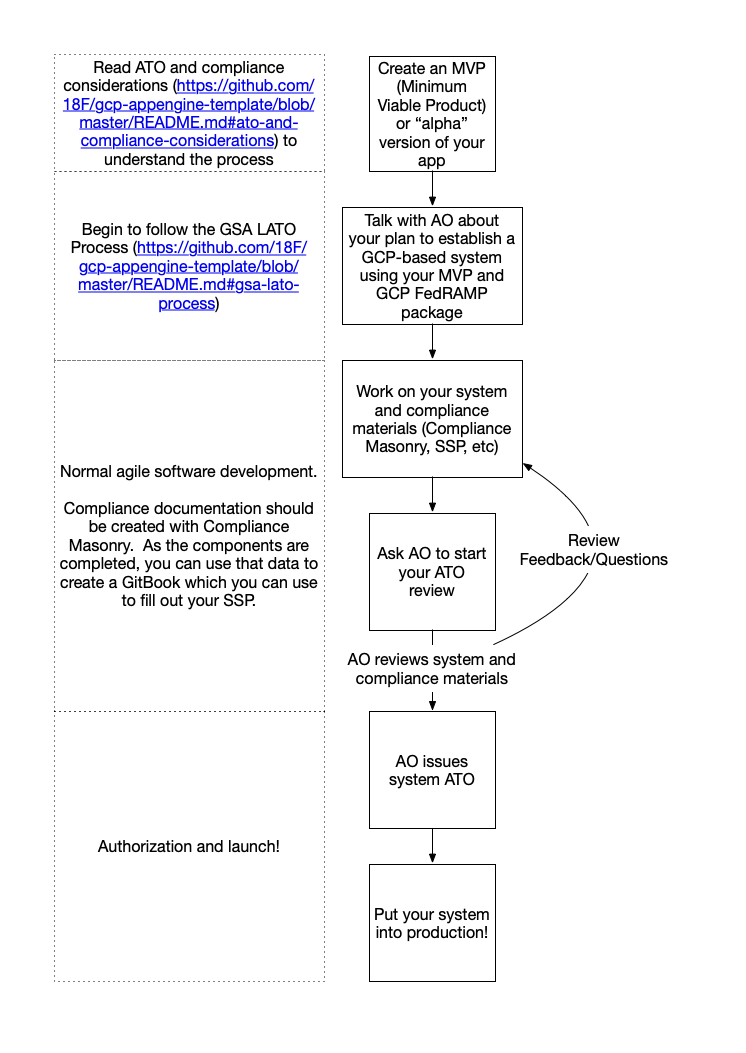 Read ATO and compliance
considerations (https://github.com/
18F/gcp-appengine-template/blob/
master/README.md#ato-and-
compliance-considerations) to
understand the process
Create an MVP
(Minimum
Viable Product)
or “alpha”
version of your
app
Begin to follow the GSA LATO
Process (https://github.com/18F/
gcp-appengine-template/blob/
master/README.md#gsa-lato-
process)
Talk with AO about
your plan to establish a
GCP-based system
using your MVP and
GCP FedRAMP
package
Normal agile software development.
Compliance documentation should
be created with Compliance
Masonry.  As the components are
completed, you can use that data to
create a GitBook which you can use
to fill out your SSP.
Work on your system
and compliance
materials (Compliance
Masonry, SSP, etc)
Ask AO to start
your ATO
review
Review
Feedback/Questions
AO reviews system and
compliance materials
Authorization and launch!
AO issues
system ATO
Put your system
into production!